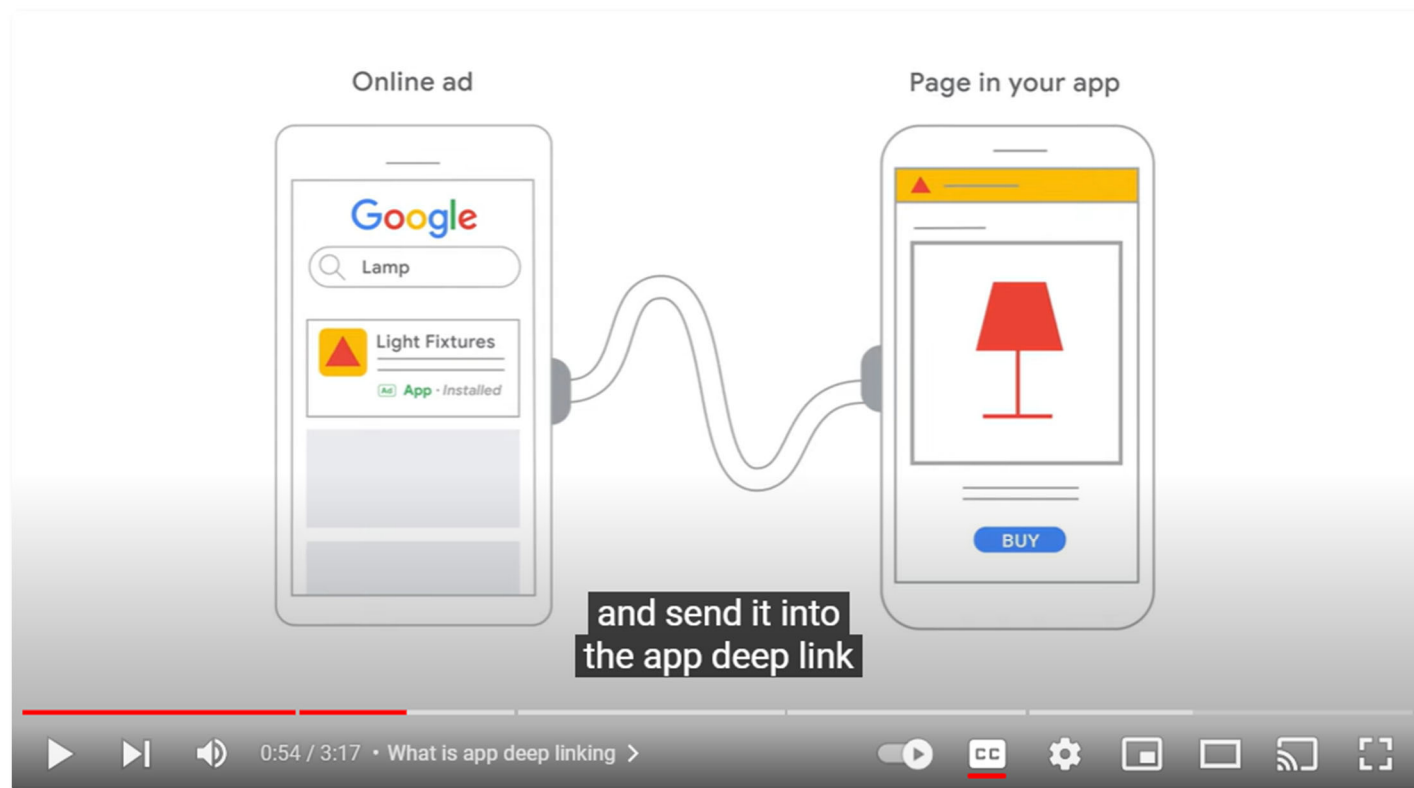 Online ad
Page in your app
Google
Lamp
Light Fixtures
Ad App · Installed
BUY
and send it into
the app deep link
0:54 / 3:17 • What is app deep linking >
CC